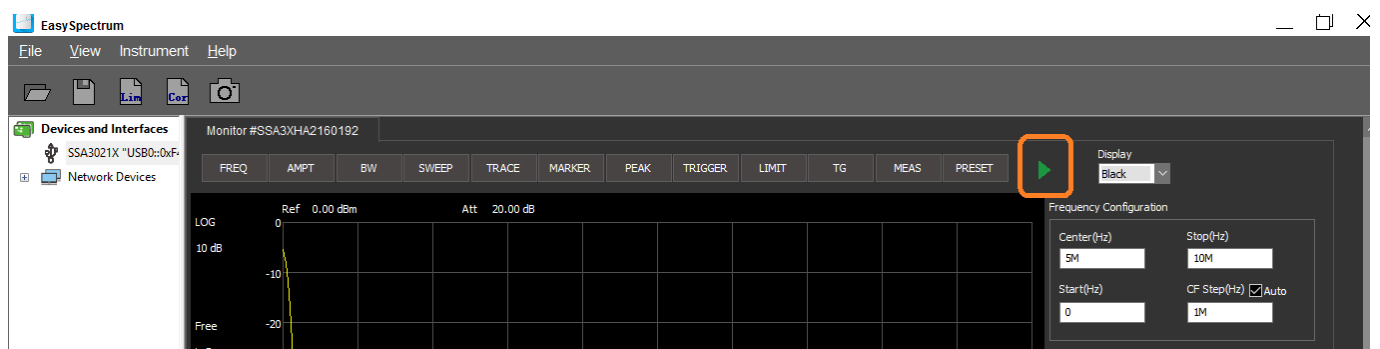 EasySpectrum
File View Instrument Help
Lim Cor
Devices and Interfaces
SSA3021X "USB0::0xF4
Network Devices
Monitor #SSA3XHA2160192
FREQ AMPT BW SWEEP TRACE MARKER PEAK TRIGGER LIMIT TG MEAS PRESET
Display
Black
Ref 0.00 dBm Att 20.00 dB
LOG
10 dB
Free
0
-10
-20
Frequency Configuration
Center(Hz) Stop(Hz)
5M 10M
Start(Hz) CF Step(Hz) Auto
0 1M